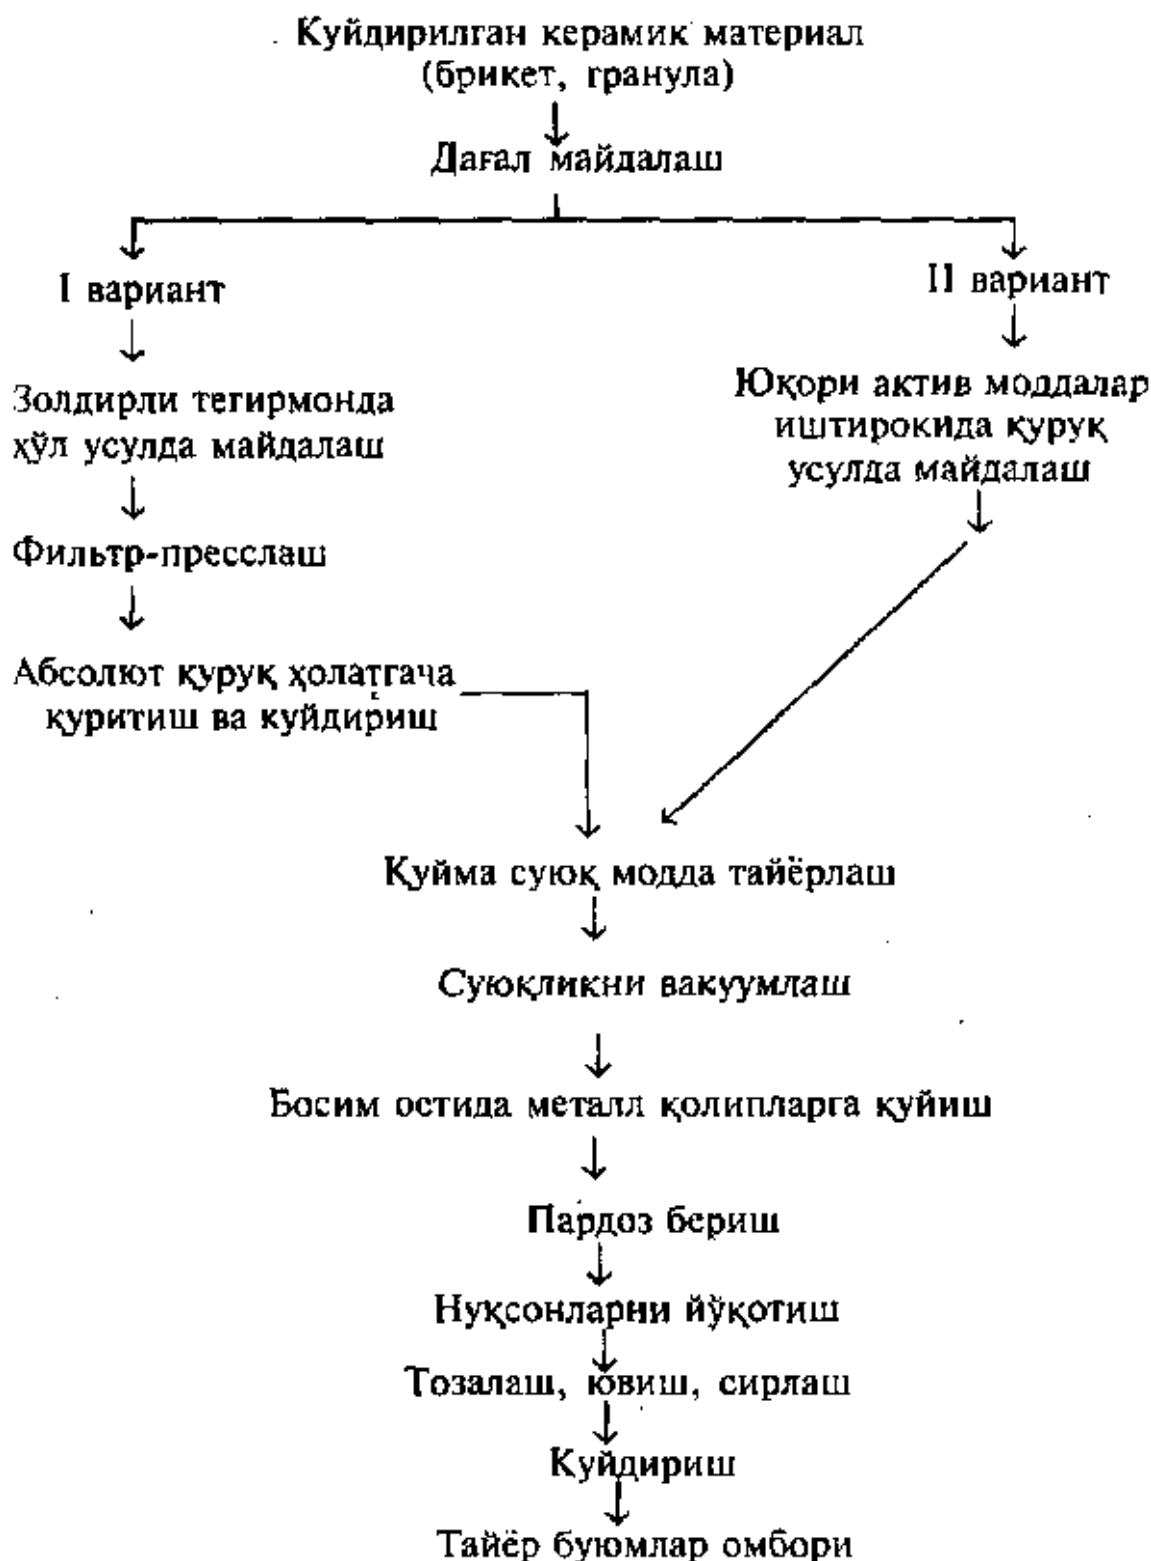 Куйдирилган керамик материал
(брикет, гранула)
Дағал майдалаш
I вариант
II вариант
Золдирли тегирмонда
ҳўл усулда майдалаш
Юқори актив моддалар
иштирокида қуруқ
усулда майдалаш
Фильтр-пресслаш
Абсолют қуруқ ҳолатгача
қуритиш ва куйдириш
Қуйма суюқ модда тайёрлаш
Суюқликни вакуумлаш
Босим остида металл қолипларга қуйиш
Пардоз бериш
Нуқсонларни йўқотиш
Тозалаш, ювиш, сирлаш
Куйдириш
Тайёр буюмлар омбори